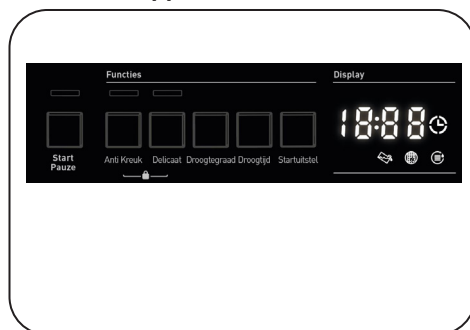 Functies
Display
18:88
Start
Pauze
Anti Kreuk
Delicaat
Droogtegraad
Droogtijd
Startuitstel